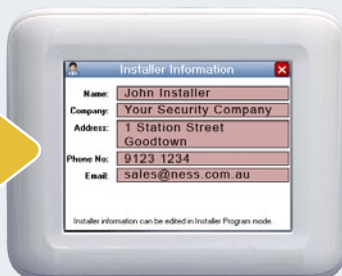 Installer Information
Name: John Installer
Company: Your Security Company
Address: 1 Station Street
Goodtown
Phone No: 9123 1234
Email: sales@ness.com.au
Installer information can be edited in Installer Program mode.